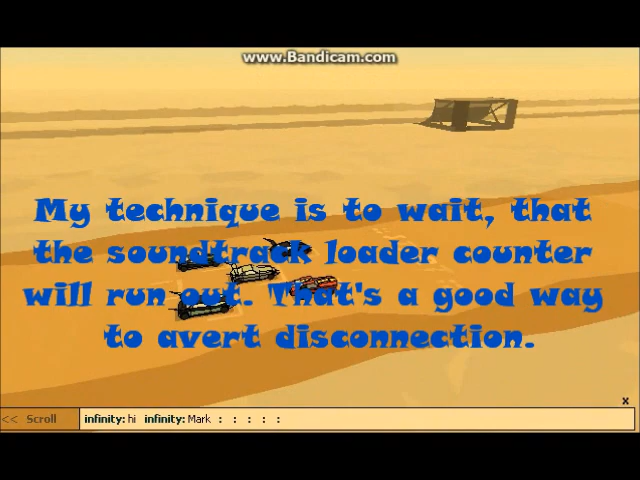 www.Bandicam.com
My technique is to wait, that
the soundtrack loader counter
will run out. That's a good way
to avert disconnection.
x
<< Scroll infinity: hi infinity: Mark : : : : :